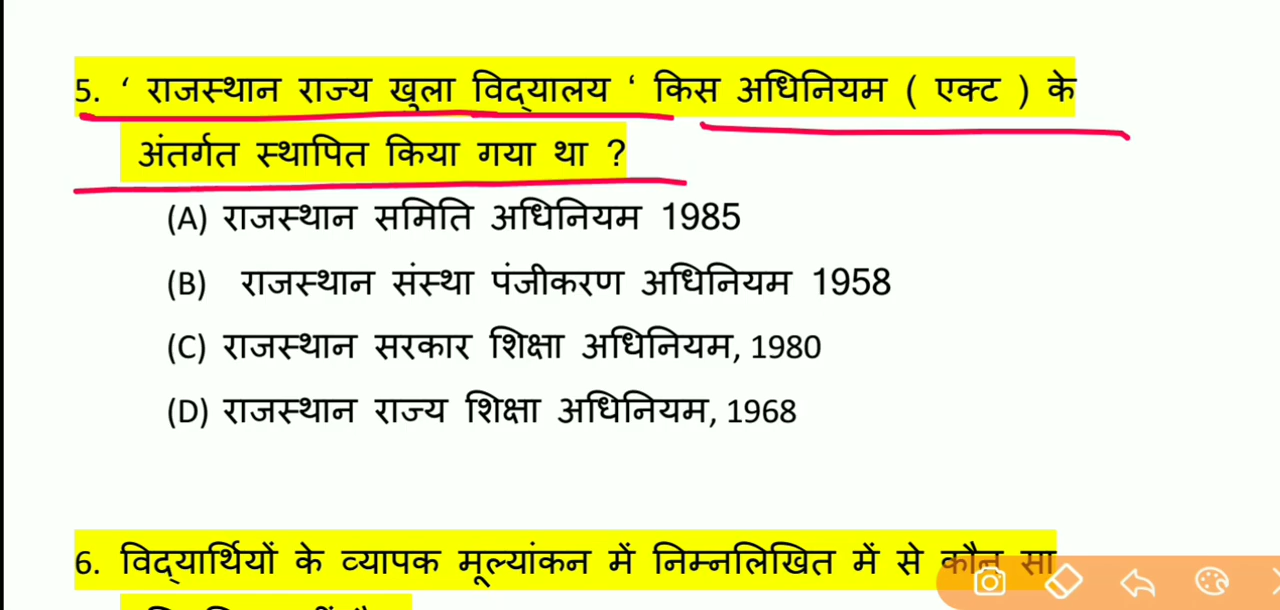 5. ‘ राजस्थान राज्य खुला विद्यालय ‘ किस अधिनियम ( एक्ट ) के
अंतर्गत स्थापित किया गया था ?
(A) राजस्थान समिति अधिनियम 1985
(B) राजस्थान संस्था पंजीकरण अधिनियम 1958
(C) राजस्थान सरकार शिक्षा अधिनियम, 1980
(D) राजस्थान राज्य शिक्षा अधिनियम, 1968
6. विद्यार्थियों के व्यापक मूल्यांकन में निम्नलिखित में से कौन सा